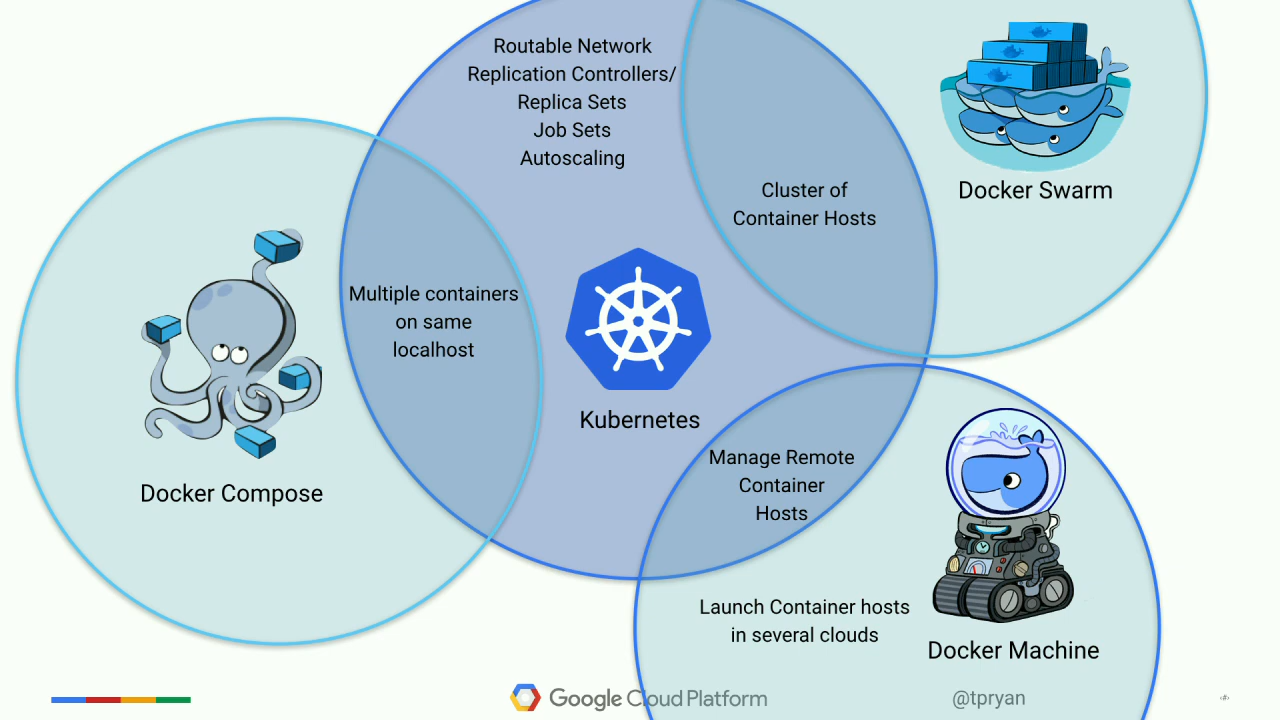 Routable Network
Replication Controllers/
Replica Sets
Job Sets
Autoscaling
Cluster of
Container Hosts
Docker Swarm
Multiple containers
on same
localhost
Kubernetes
Docker Compose
Manage Remote
Container
Hosts
Launch Container hosts
in several clouds
Docker Machine
Google Cloud Platform
@tpryan